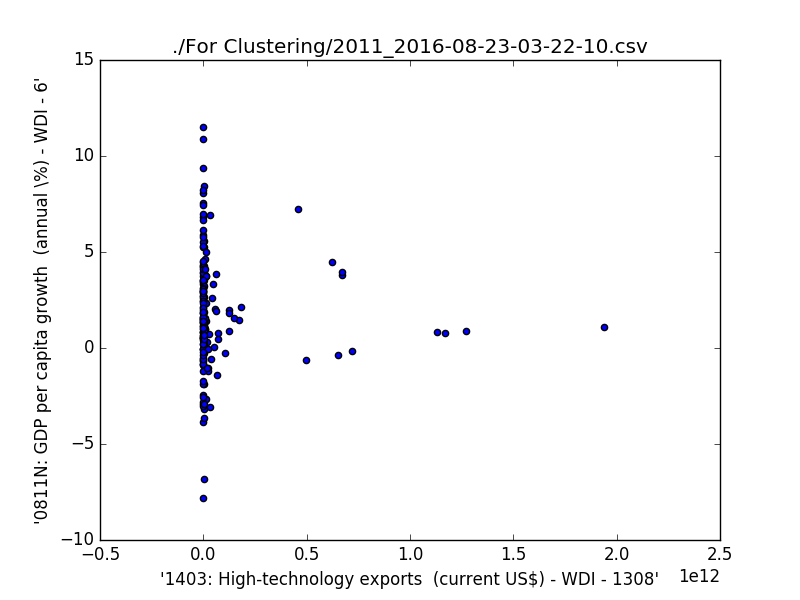 ./For Clustering/2011_2016-08-23-03-22-10.csv
15
10
5
0
−5
−10
'0811N: GDP per capita growth  (annual \%) - WDI - 6'
−0.5 0.0 0.5 1.0 1.5 2.0 2.5
1e12
'1403: High-technology exports  (current US$) - WDI - 1308'